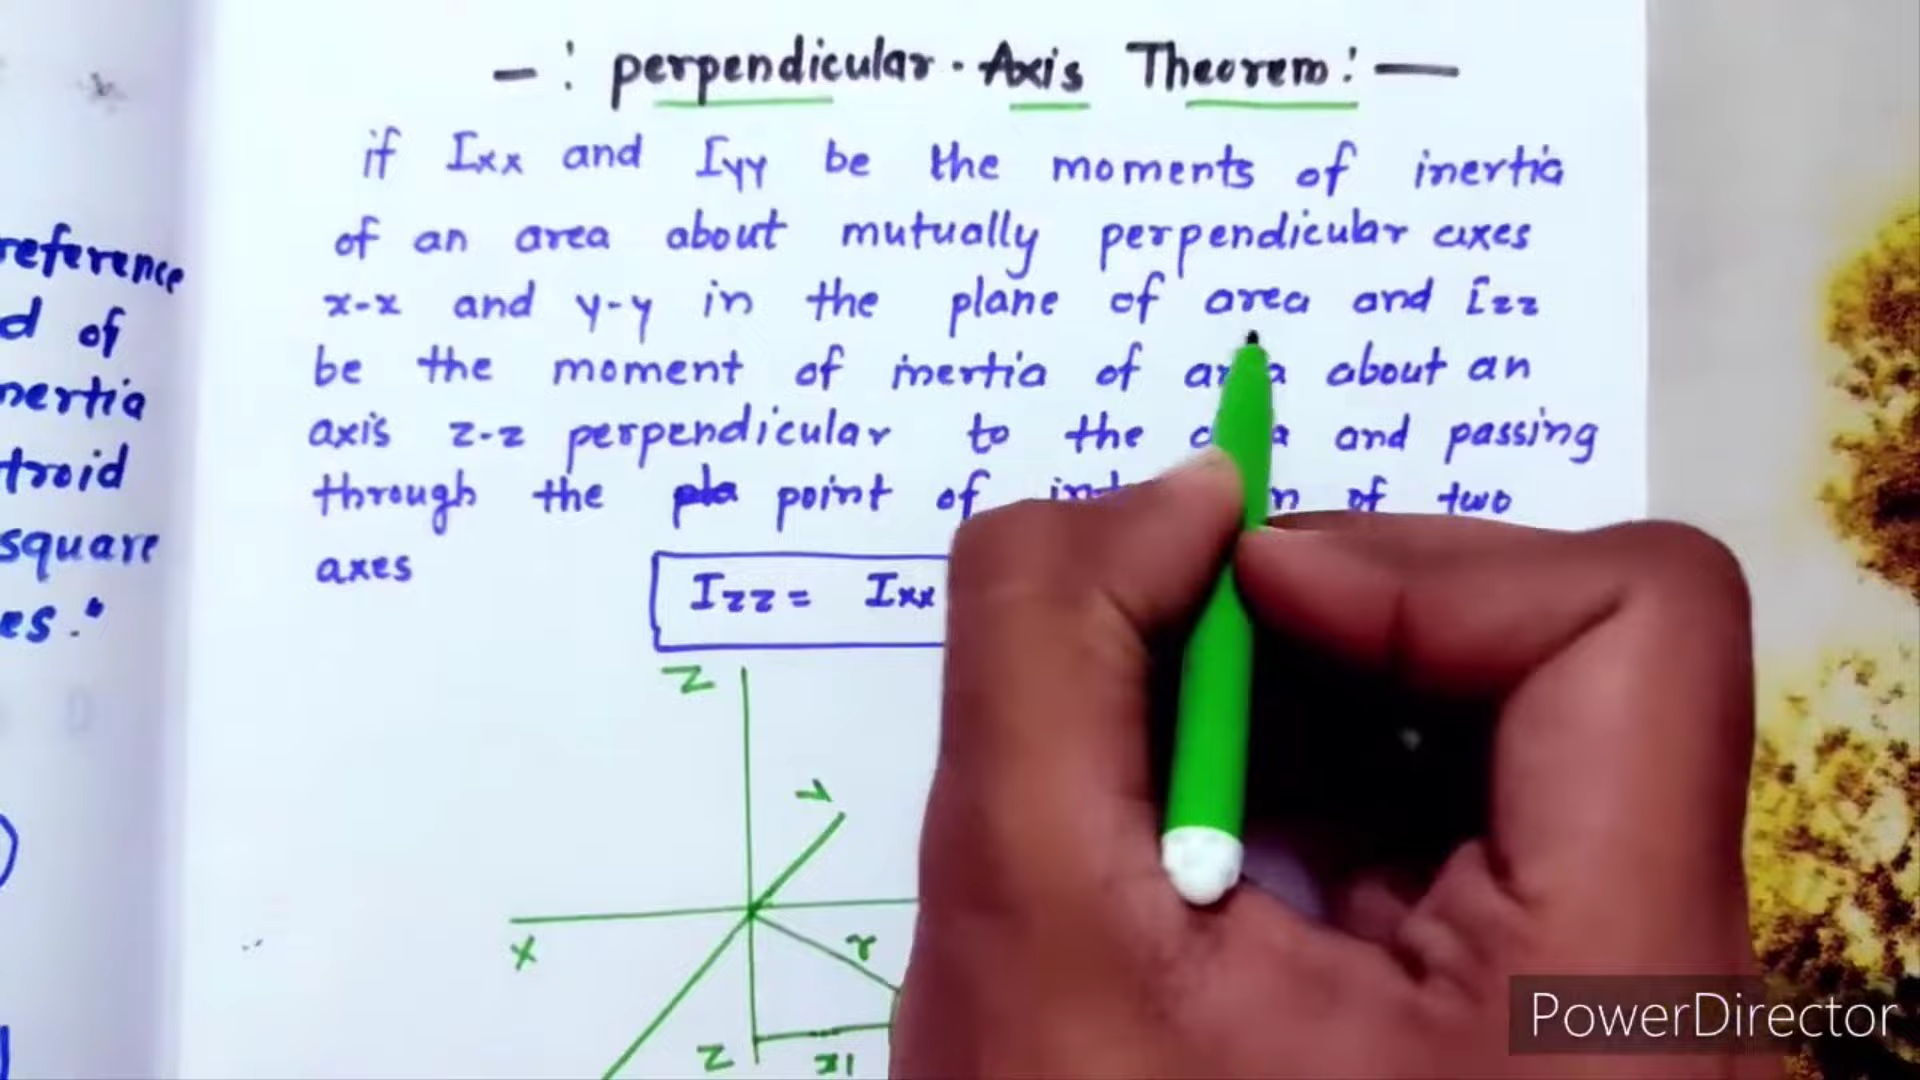 -: perpendicular. Axis Theorem:-
if Ixx and Iyy be the moments of inertia
of an area about mutually perpendicular axes
x-x and y-y in the plane of area and Izz
be the moment of inertia of area about an
axis z-z perpendicular to the and passing
through the pla point of of two
axes
Izz = Ixx
Z
Y
X
r
Z
x1
reference
d of
nertia
troid
square
es."
PowerDirector